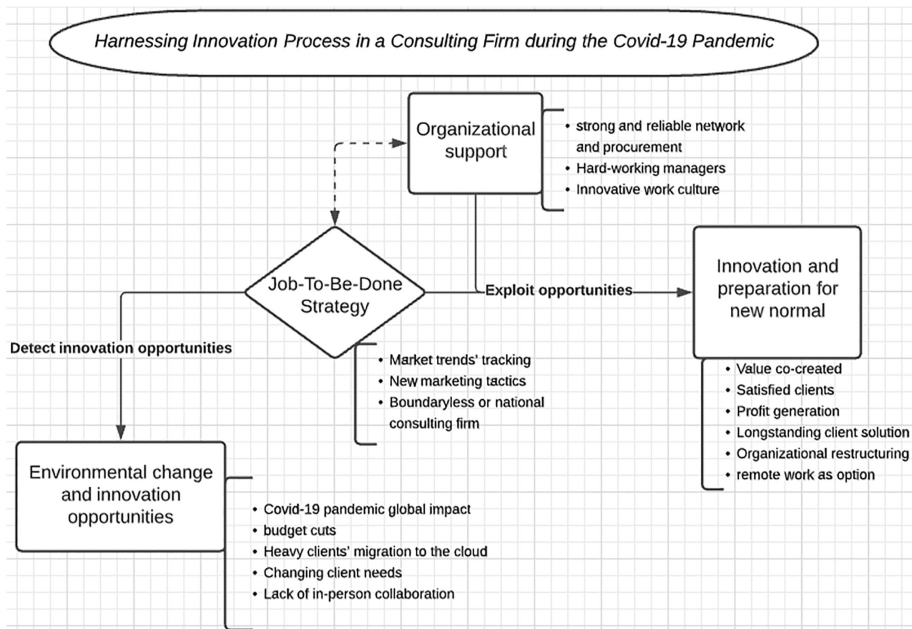 Harnessing Innovation Process in a Consulting Firm during the Covid-19 Pandemic
Organizational
support
• strong and reliable network
and procurement
• Hard-working managers
• Innovative work culture
Job-To-Be-Done
Strategy
Exploit opportunities
Innovation and
preparation for
new normal
Detect innovation opportunities
• Market trends' tracking
• New marketing tactics
• Boundaryless or national
consulting firm
• Value co-created
• Satisfied clients
• Profit generation
• Longstanding client solution
• Organizational restructuring
• remote work as option
Environmental change
and innovation
opportunities
• Covid-19 pandemic global impact
• budget cuts
• Heavy clients' migration to the cloud
• Changing client needs
• Lack of in-person collaboration